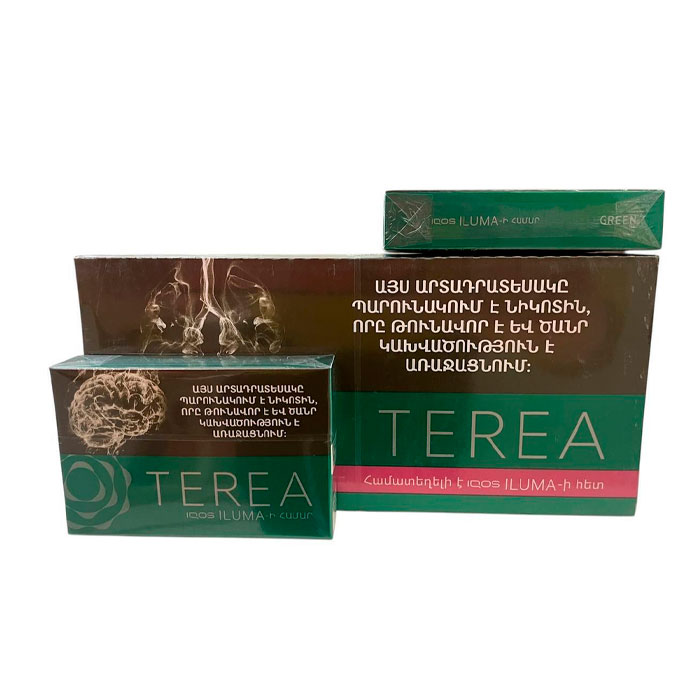 IQOS ILUMA-ի ՀԱՄԱՐ GREEN
ԱՅՍ ԱՐՏԱԴՐԱՏԵՍԱԿԸ
ՊԱՐՈՒՆԱԿՈՒՄ Է ՆԻԿՈՏԻՆ,
ՈՐԸ ԹՈՒՆԱՎՈՐ Է ԵՎ ԾԱՆՐ
ԿԱԽՎԱԾՈՒԹՅՈՒՆ Է
ԱՌԱՋԱՑՆՈՒՄ:
TEREA
Համատեղելի է IQOS ILUMA-ի հետ
ԱՅՍ ԱՐՏԱԴՐԱՏԵՍԱԿԸ
ՊԱՐՈՒՆԱԿՈՒՄ Է ՆԻԿՈՏԻՆ,
ՈՐԸ ԹՈՒՆԱՎՈՐ Է ԵՎ ԾԱՆՐ
ԿԱԽՎԱԾՈՒԹՅՈՒՆ Է
ԱՌԱՋԱՑՆՈՒՄ:
TEREA
IQOS ILUMA-ի ՀԱՄԱՐ